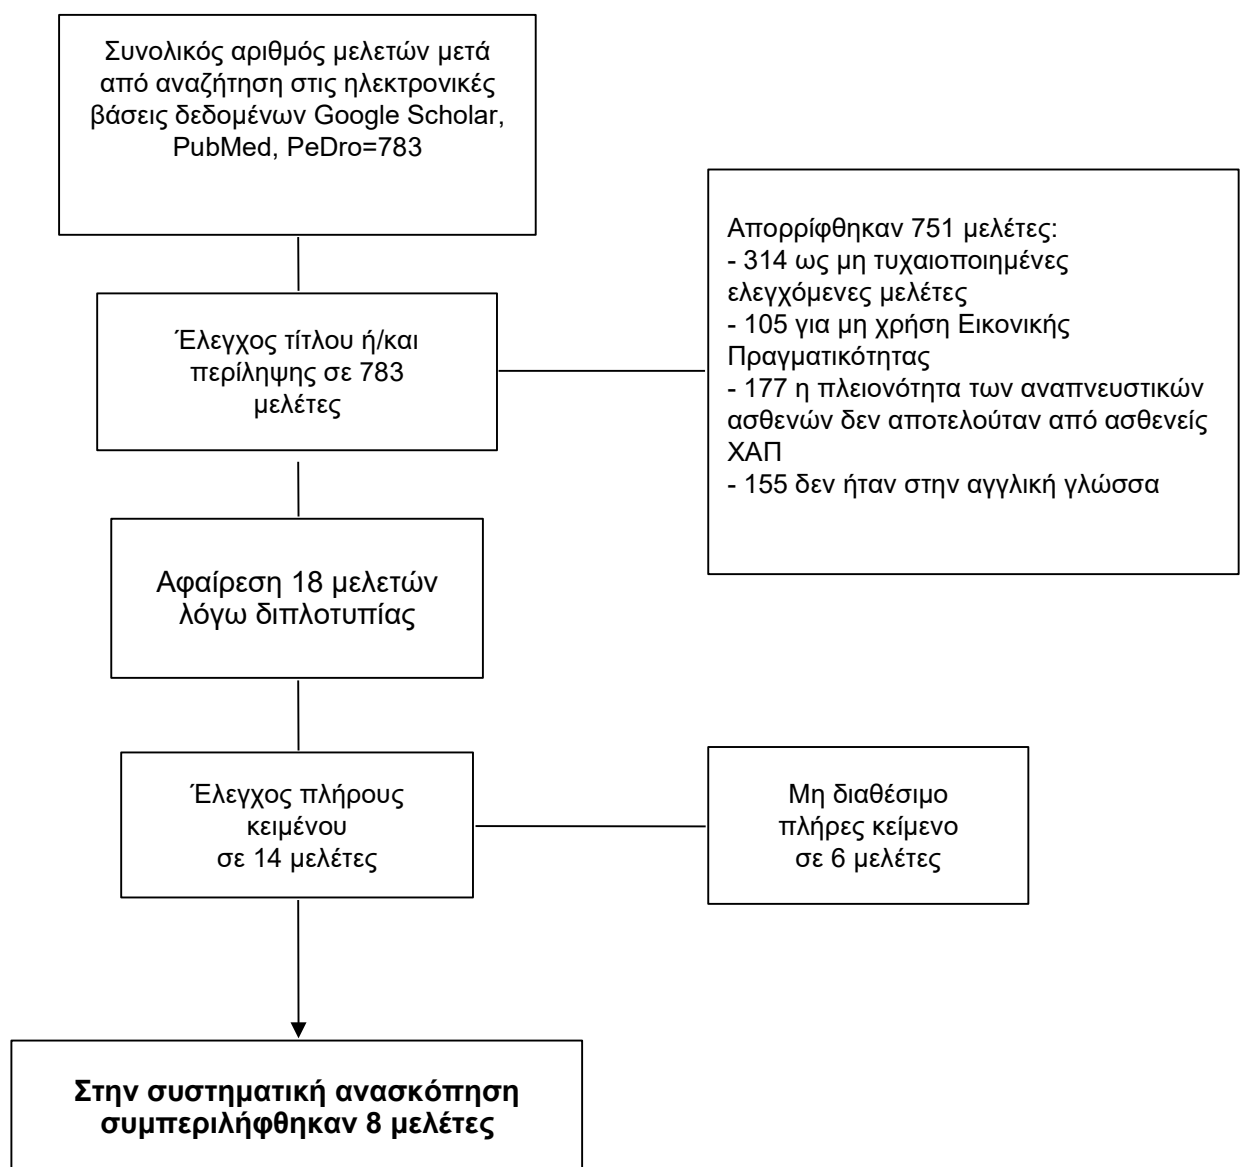 Συνολικός αριθμός μελετών μετά
από αναζήτηση στις ηλεκτρονικές
βάσεις δεδομένων Google Scholar,
PubMed, PeDro=783
Έλεγχος τίτλου ή/και
περίληψης σε 783
μελέτες
Απορρίφθηκαν 751 μελέτες:
- 314 ως μη τυχαιοποιημένες
ελεγχόμενες μελέτες
- 105 για μη χρήση Εικονικής
Πραγματικότητας
- 177 η πλειονότητα των αναπνευστικών
ασθενών δεν αποτελούταν από ασθενείς
ΧΑΠ
- 155 δεν ήταν στην αγγλική γλώσσα
Αφαίρεση 18 μελετών
λόγω διπλοτυπίας
Έλεγχος πλήρους
κειμένου
σε 14 μελέτες
Μη διαθέσιμο
πλήρες κείμενο
σε 6 μελέτες
Στην συστηματική ανασκόπηση
συμπεριλήφθηκαν 8 μελέτες